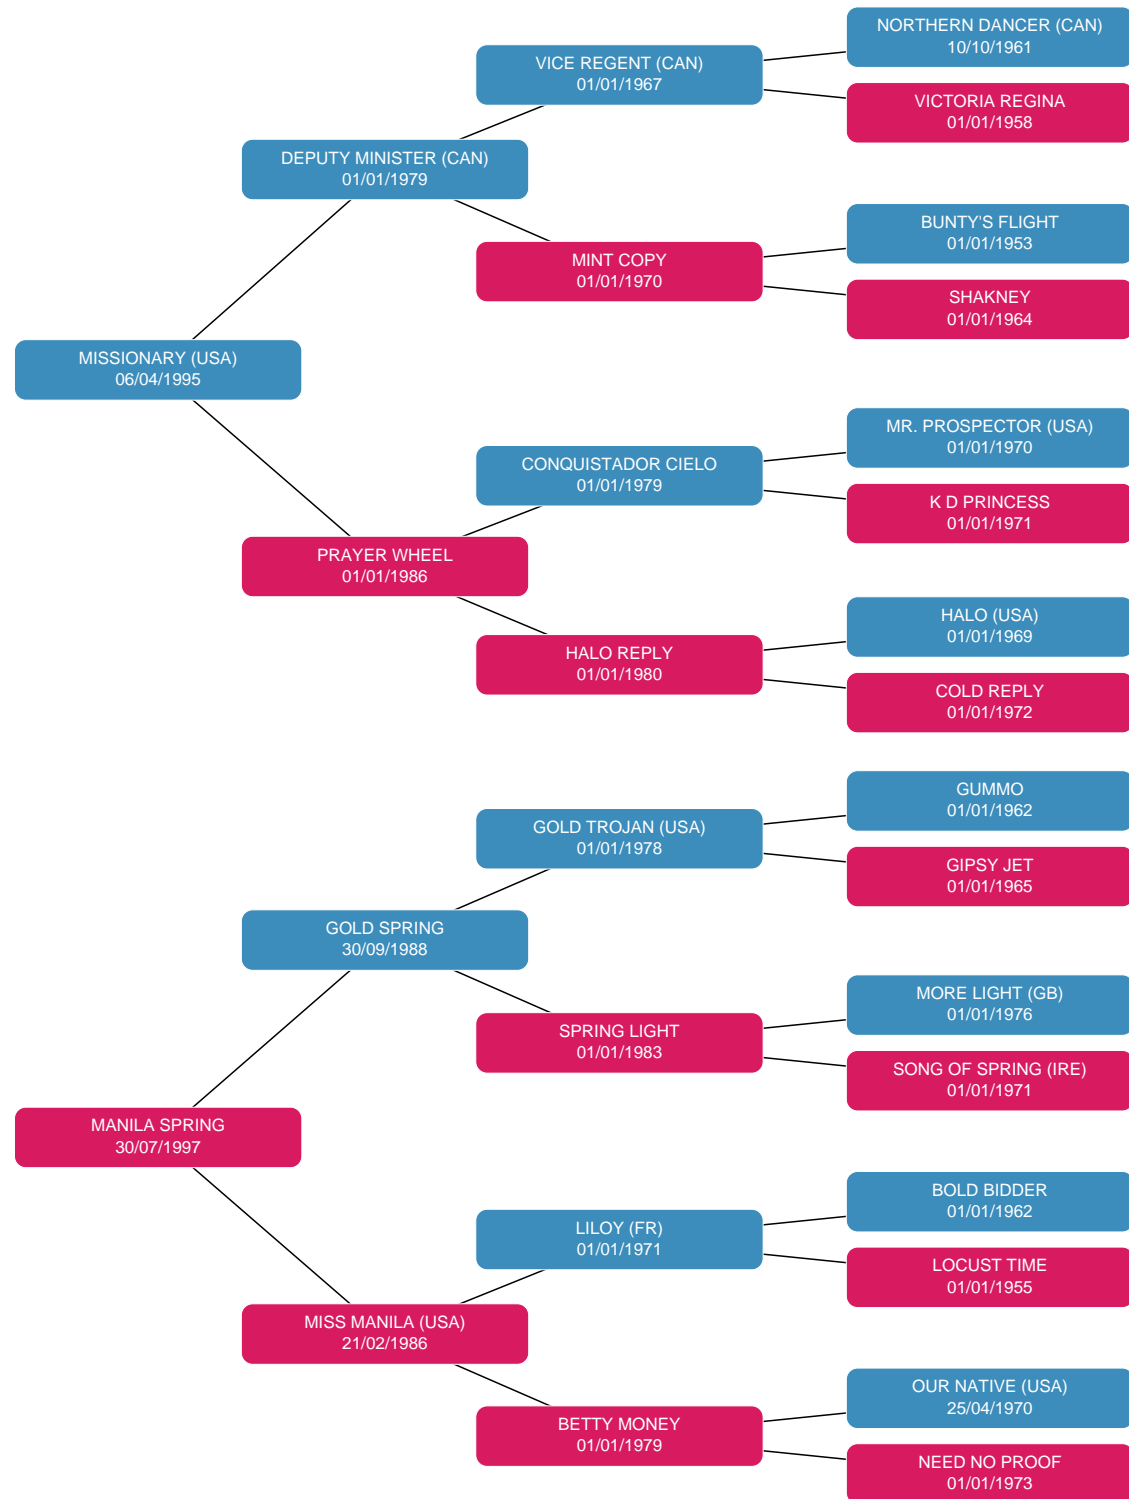 NORTHERN DANCER (CAN)
10/10/1961
VICE REGENT (CAN)
01/01/1967
VICTORIA REGINA
01/01/1958
DEPUTY MINISTER (CAN)
01/01/1979
BUNTY'S FLIGHT
01/01/1953
MINT COPY
01/01/1970
SHAKNEY
01/01/1964
MISSIONARY (USA)
06/04/1995
MR. PROSPECTOR (USA)
01/01/1970
CONQUISTADOR CIELO
01/01/1979
K D PRINCESS
01/01/1971
PRAYER WHEEL
01/01/1986
HALO (USA)
01/01/1969
HALO REPLY
01/01/1980
COLD REPLY
01/01/1972
GUMMO
01/01/1962
GOLD TROJAN (USA)
01/01/1978
GIPSY JET
01/01/1965
GOLD SPRING
30/09/1988
MORE LIGHT (GB)
01/01/1976
SPRING LIGHT
01/01/1983
SONG OF SPRING (IRE)
01/01/1971
MANILA SPRING
30/07/1997
BOLD BIDDER
01/01/1962
LILOY (FR)
01/01/1971
LOCUST TIME
01/01/1955
MISS MANILA (USA)
21/02/1986
OUR NATIVE (USA)
25/04/1970
BETTY MONEY
01/01/1979
NEED NO PROOF
01/01/1973